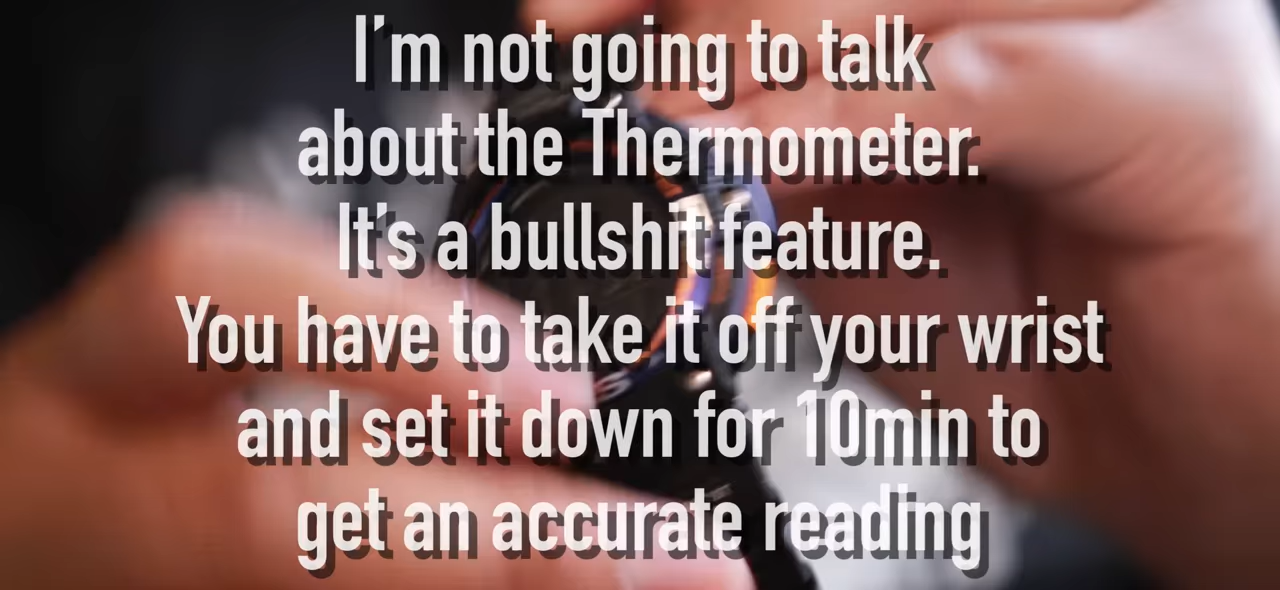 I'm not going to talk
about the Thermometer.
It's a bullshit feature.
You have to take it off your wrist
and set it down for 10min to
get an accurate reading